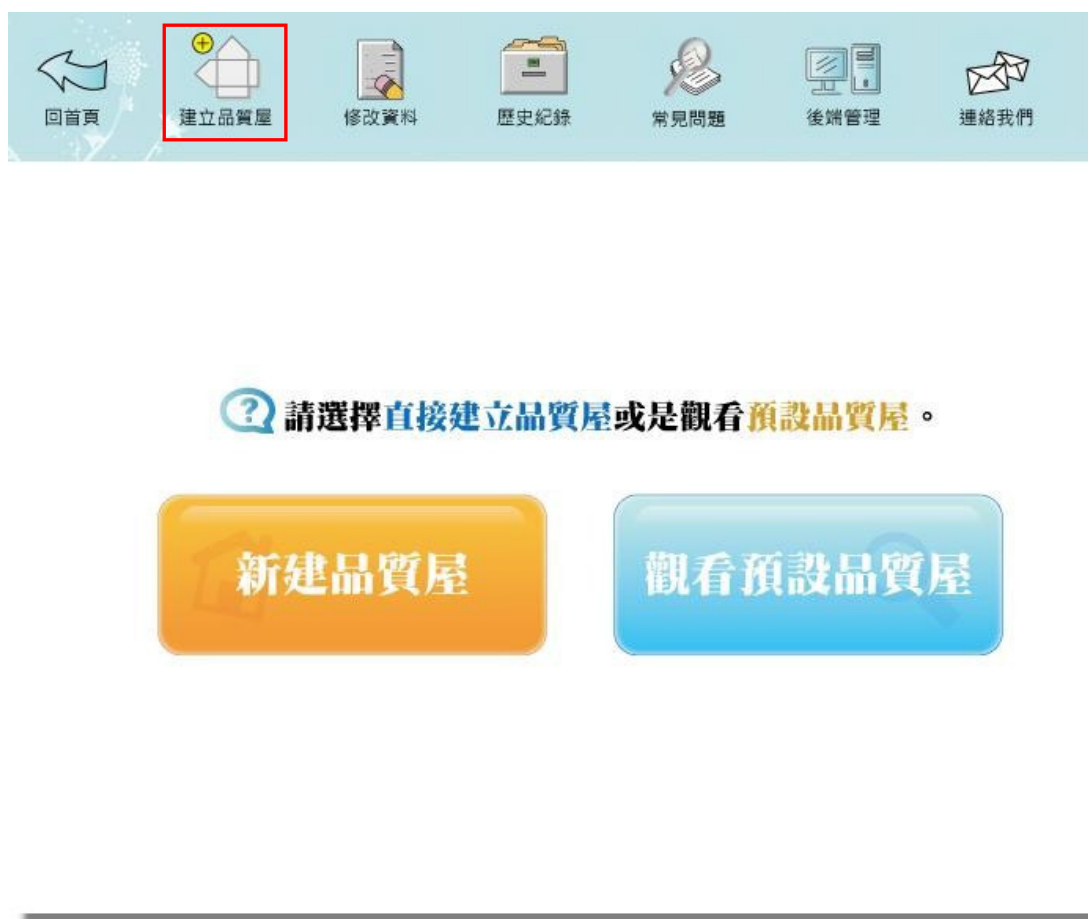 回首頁 建立品質屋 修改資料 歷史紀錄 常見問題 後端管理 連絡我們
請選擇直接建立品質屋或是觀看預設品質屋。
新建品質屋 觀看預設品質屋